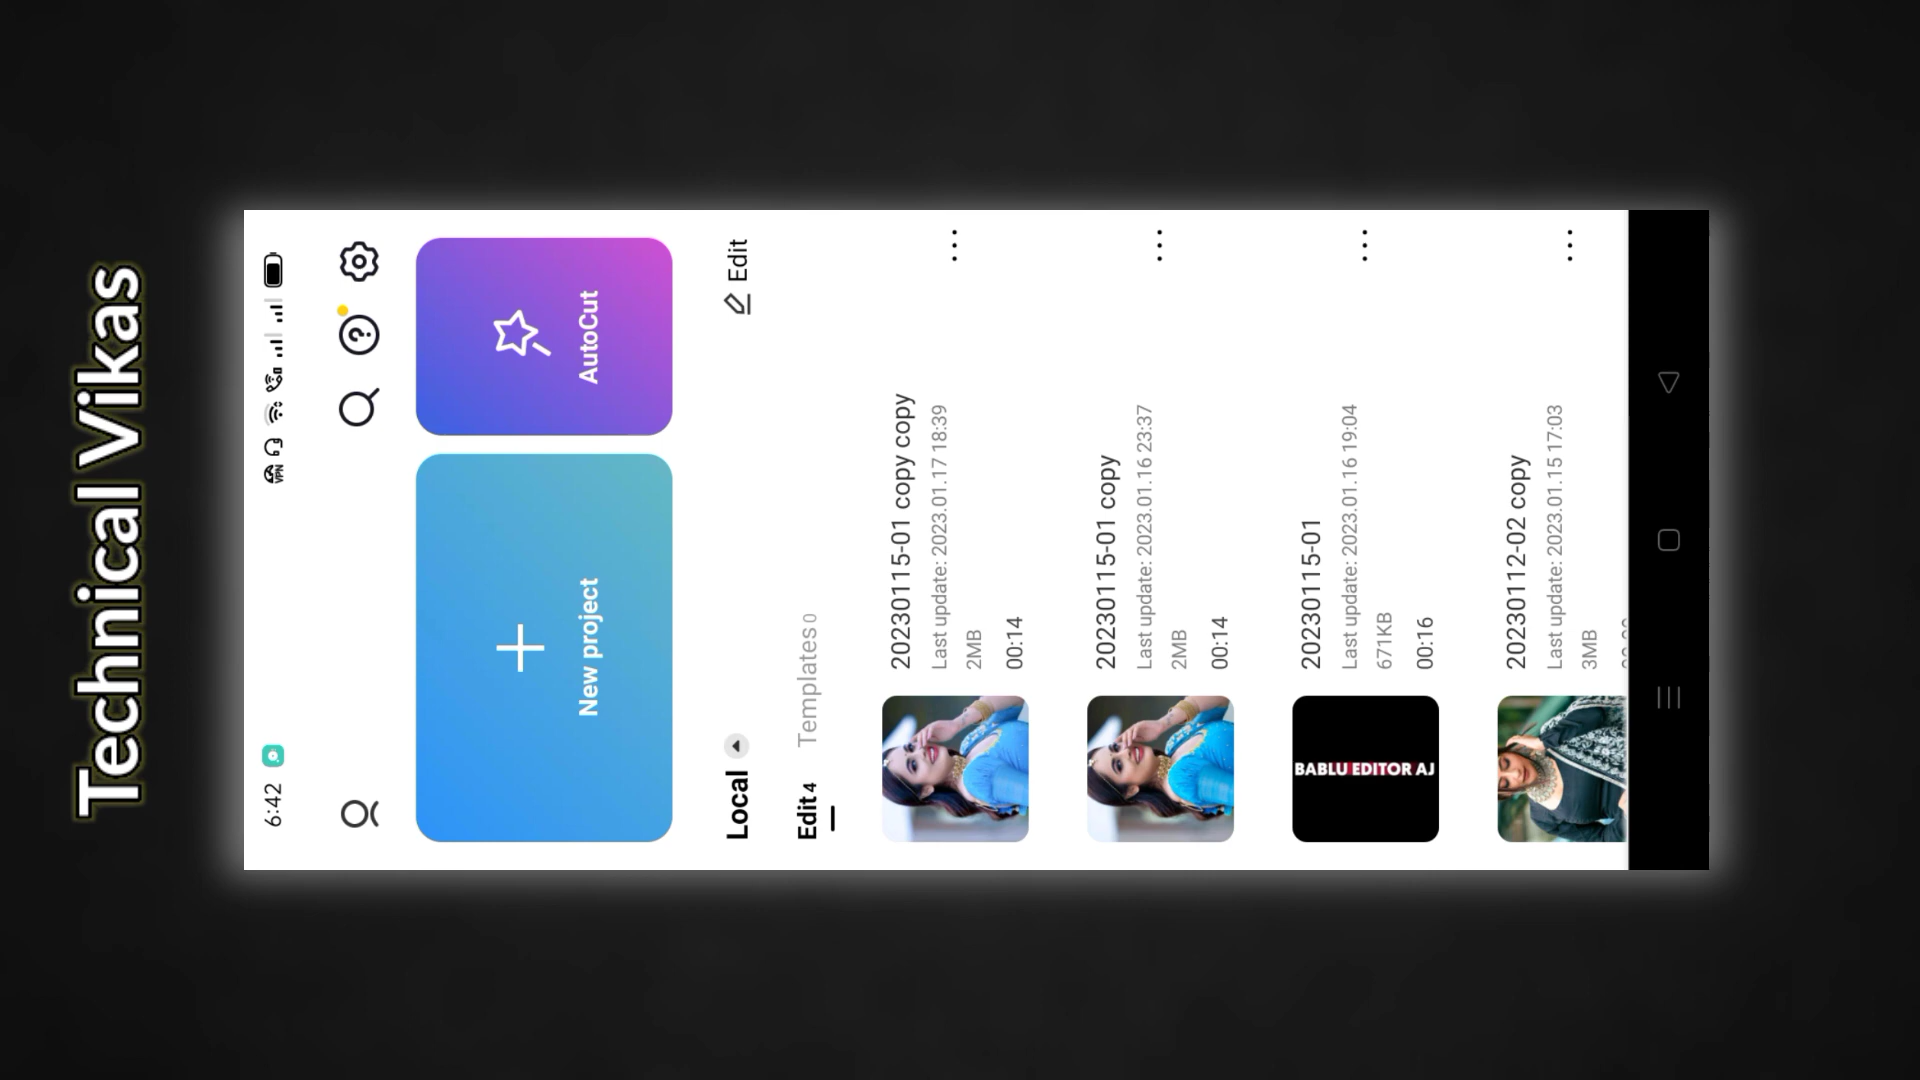 Technical Vikas
6:42
VPN
New project
AutoCut
Local
Edit
Edit 4
Templates 0
20230115-01 copy copy
Last update: 2023.01.17 18:39
2MB
00:14
20230115-01 copy
Last update: 2023.01.16 23:37
2MB
00:14
BABLU EDITOR AJ
20230115-01
Last update: 2023.01.16 19:04
671KB
00:16
20230112-02 copy
Last update: 2023.01.15 17:03
3MB